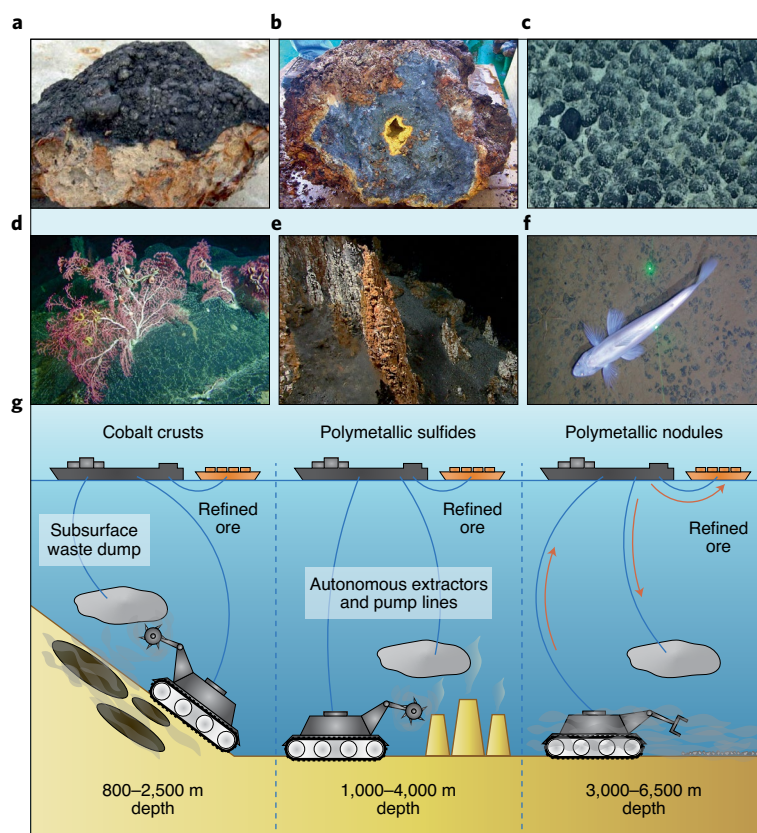 a
b
c
d
e
f
g
Cobalt crusts
Polymetallic sulfides
Polymetallic nodules
Subsurface
waste dump
Refined
ore
Autonomous extractors
and pump lines
Refined
ore
Refined
ore
800–2,500 m
depth
1,000–4,000 m
depth
3,000–6,500 m
depth